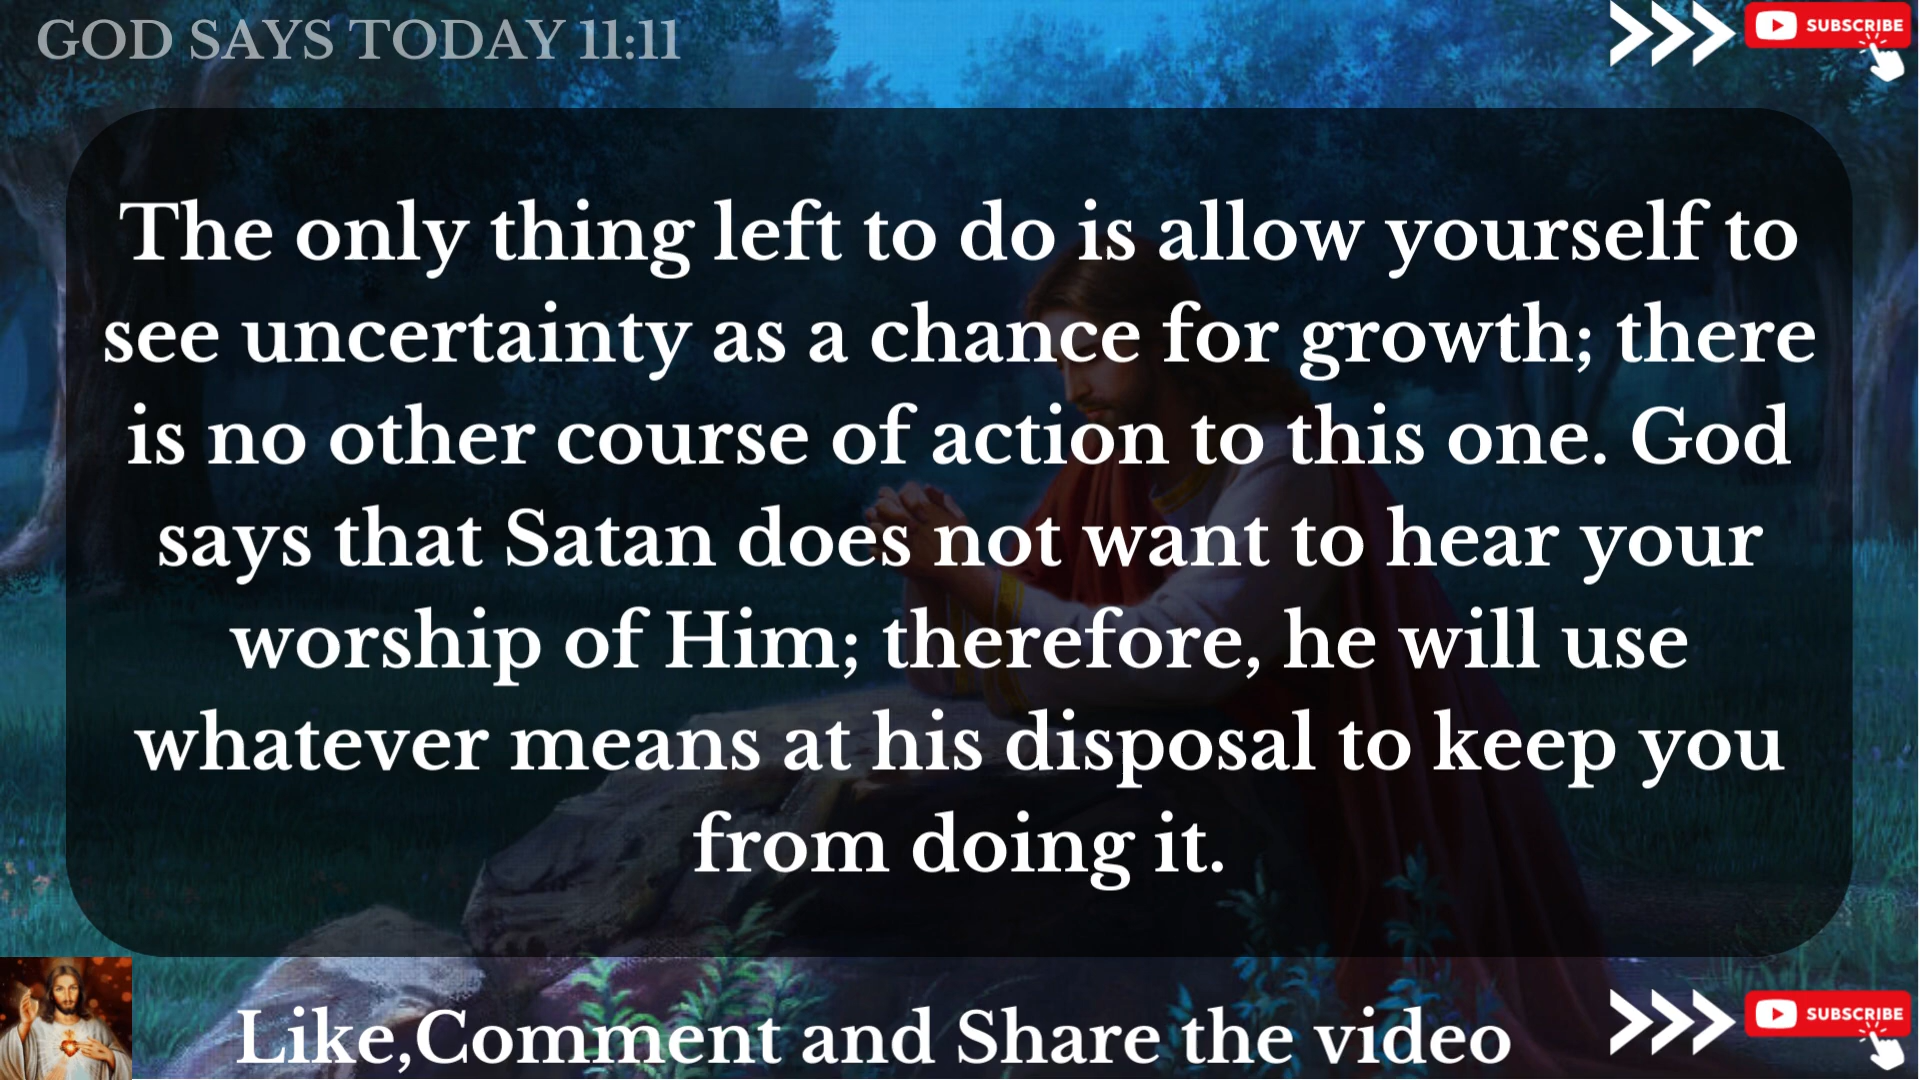 GOD SAYS TODAY 11:11
SUBSCRIBE
The only thing left to do is allow yourself to
see uncertainty as a chance for growth; there
is no other course of action to this one. God
says that Satan does not want to hear your
worship of Him; therefore, he will use
whatever means at his disposal to keep you
from doing it.
Like,Comment and Share the video
SUBSCRIBE